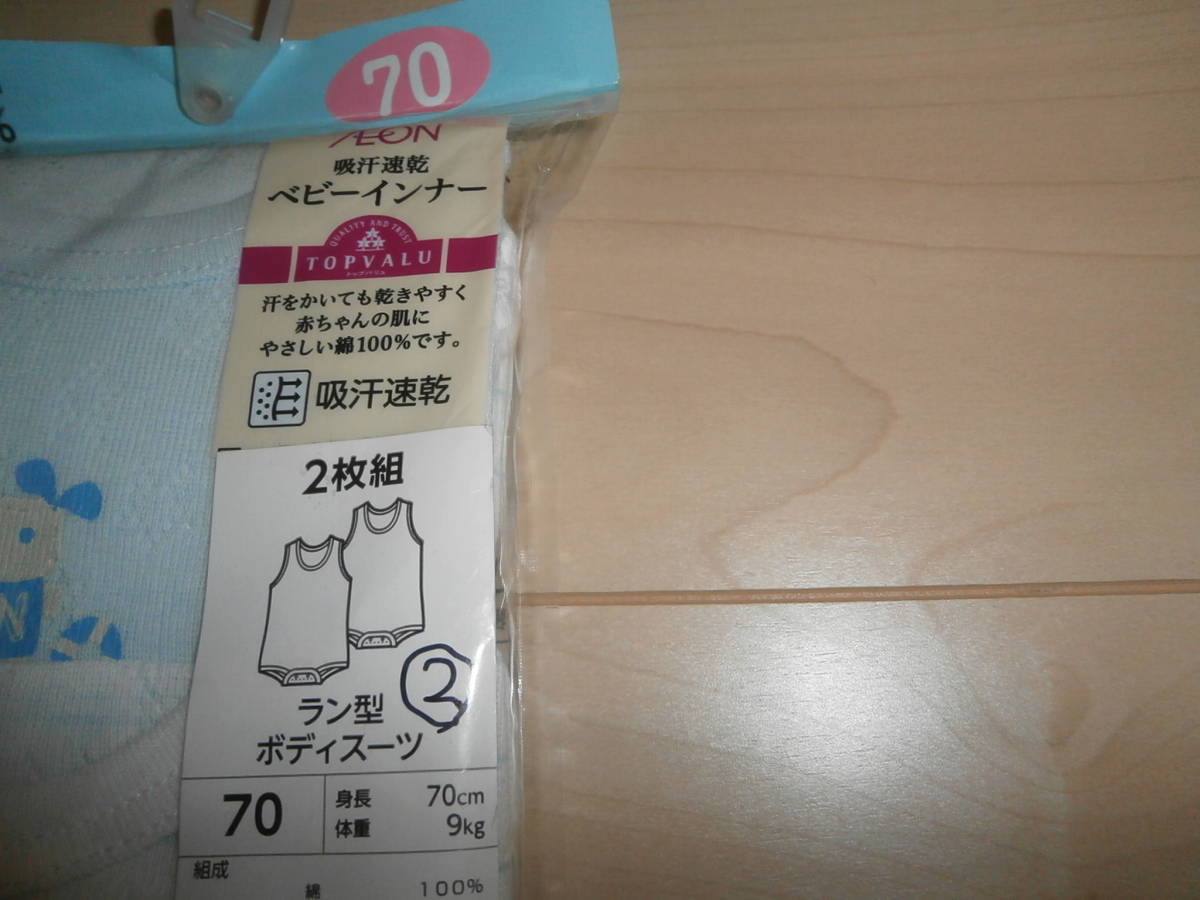 70
ÆON
吸汗速乾
ベビーインナー
QUALITY AND TRUST
TOPVALU
トップバリュ
汗をかいても乾きやすく
赤ちゃんの肌に
やさしい綿100%です。
吸汗速乾
2枚組
②
ラン型
ボディスーツ
70 身長 70cm
体重 9kg
組成
綿 100%
N